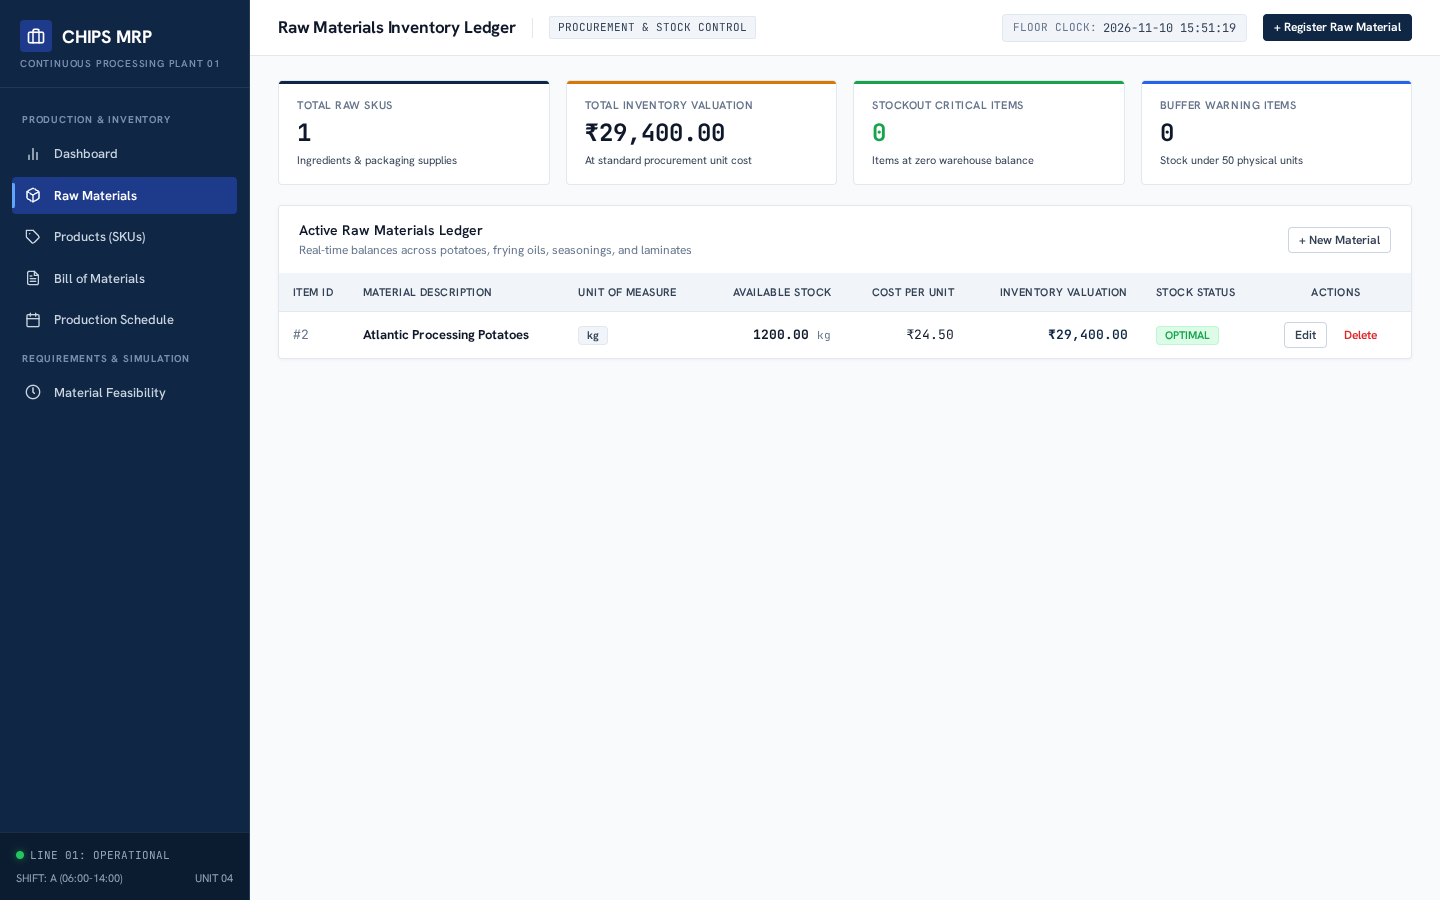 CHIPS MRP
CONTINUOUS PROCESSING PLANT 01
PRODUCTION & INVENTORY
Dashboard
Raw Materials
Products (SKUs)
Bill of Materials
Production Schedule
REQUIREMENTS & SIMULATION
Material Feasibility
LINE 01: OPERATIONAL
SHIFT: A (06:00-14:00) UNIT 04
Raw Materials Inventory Ledger PROCUREMENT & STOCK CONTROL FLOOR CLOCK: 2026-11-10 15:51:19 + Register Raw Material
TOTAL RAW SKUS
1
Ingredients & packaging supplies
TOTAL INVENTORY VALUATION
₹29,400.00
At standard procurement unit cost
STOCKOUT CRITICAL ITEMS
0
Items at zero warehouse balance
BUFFER WARNING ITEMS
0
Stock under 50 physical units
Active Raw Materials Ledger
Real-time balances across potatoes, frying oils, seasonings, and laminates
+ New Material
ITEM ID MATERIAL DESCRIPTION UNIT OF MEASURE AVAILABLE STOCK COST PER UNIT INVENTORY VALUATION STOCK STATUS ACTIONS
#2 Atlantic Processing Potatoes kg 1200.00 kg ₹24.50 ₹29,400.00 OPTIMAL Edit Delete